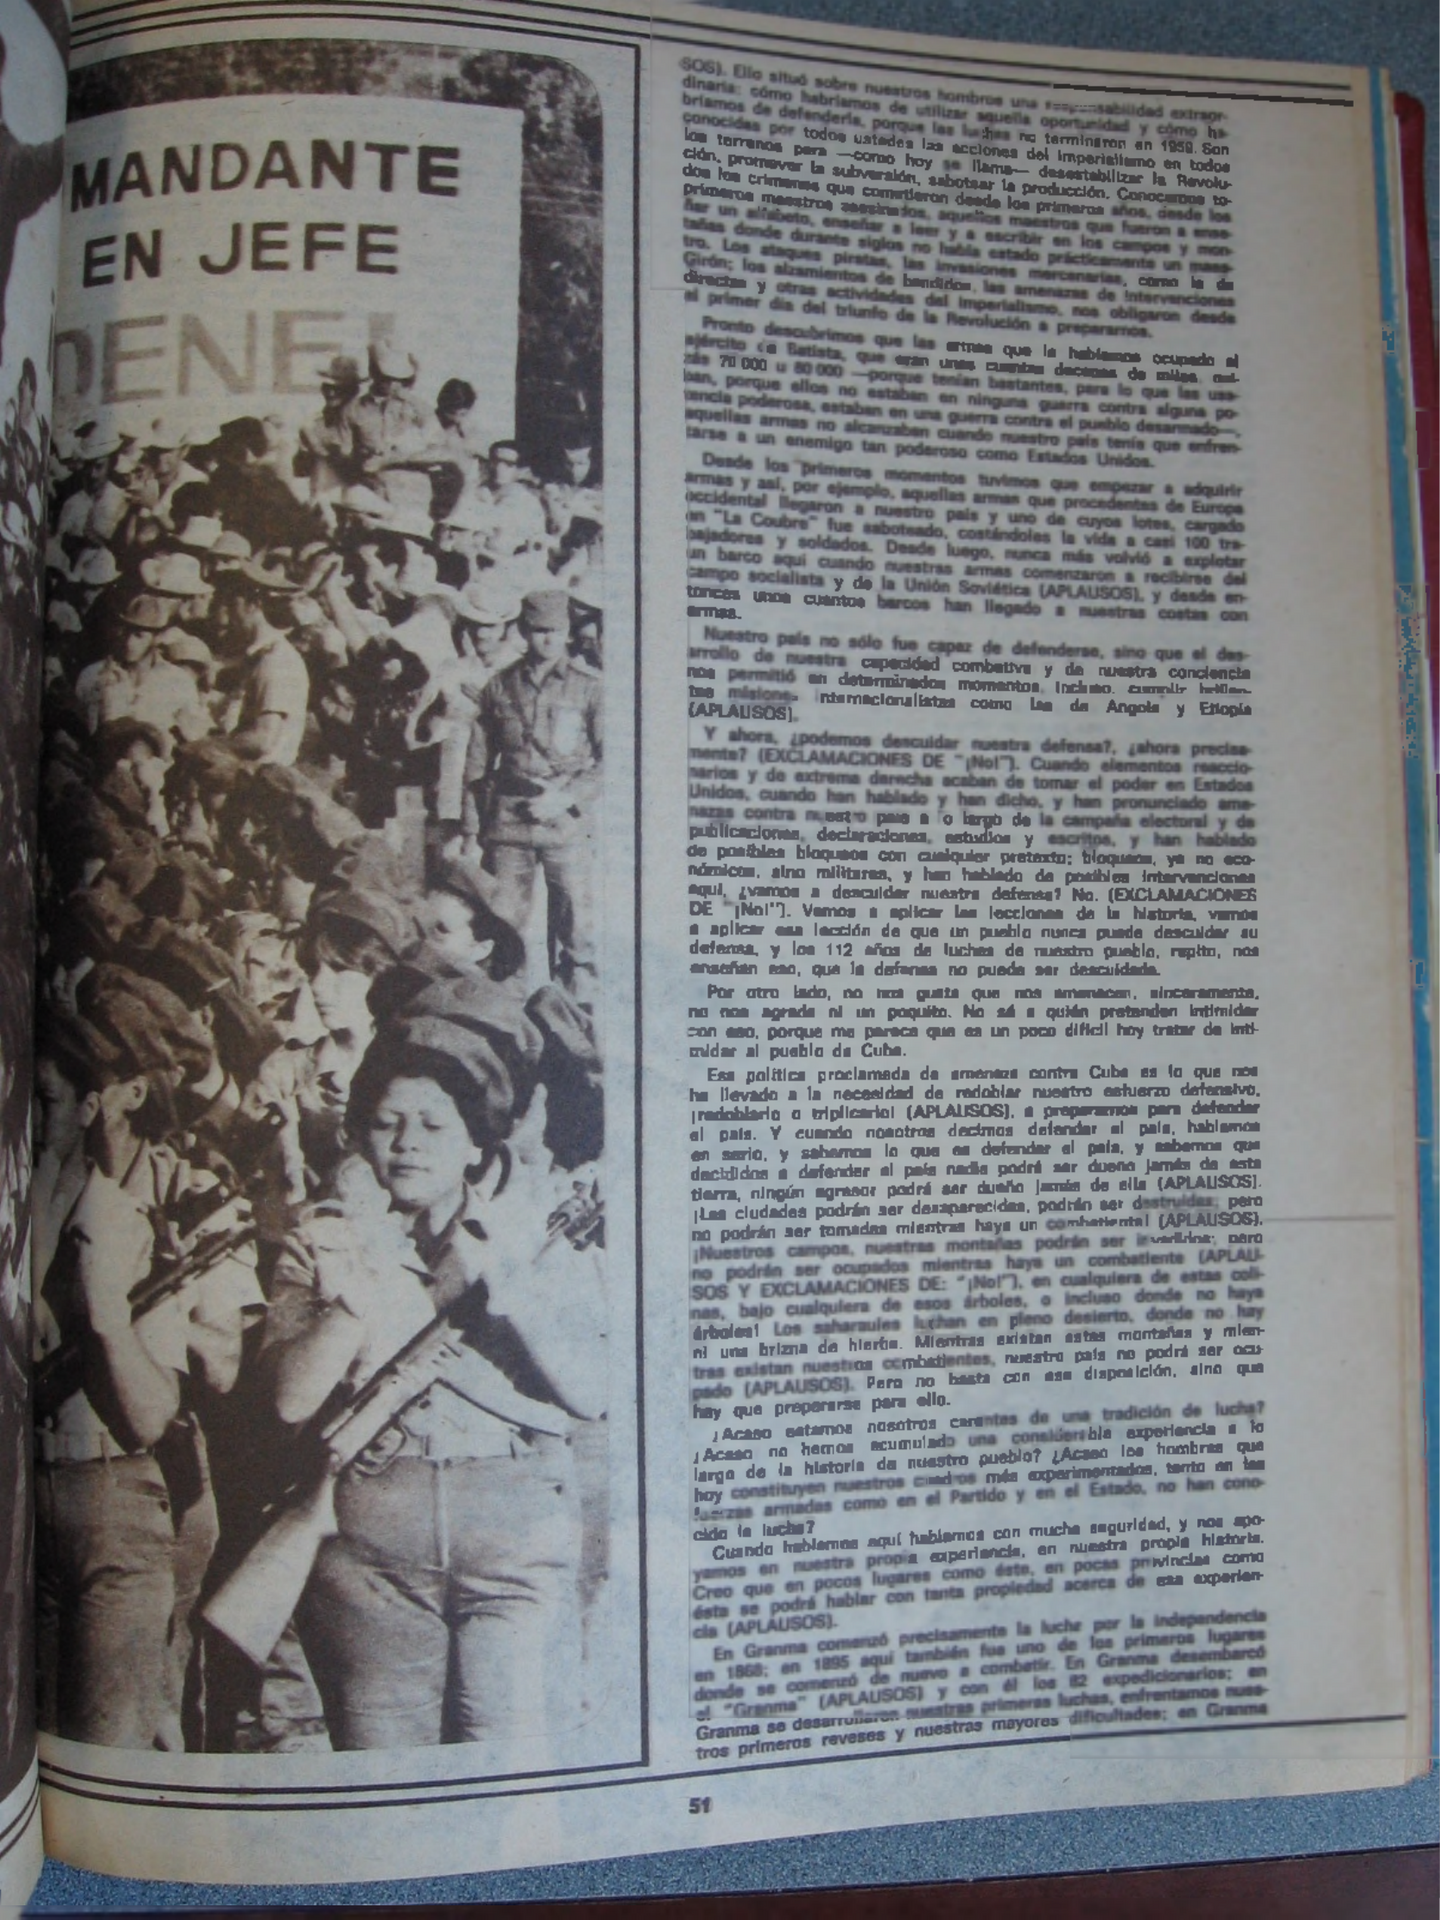 MANDANTE
EN JEFE
DENE!
SOS). Ello situó sobre nuestros hombros una responsabilidad extraor-
dinaria: cómo habríamos de utilizar aquella oportunidad y cómo ha-
bríamos de defenderla, porque las luchas no terminaron en 1959. Son
conocidas por todos ustedes las acciones del imperialismo en todos
los terrenos para —como hoy se llama— desestabilizar la Revolu-
ción, promover la subversión, sabotear la producción. Conocemos to-
dos los crímenes que cometieron desde los primeros años, desde los
primeros maestros asesinados, aquellos maestros que fueron a ense-
ñar un alfabeto, enseñar a leer y a escribir en los campos y mon-
tañas donde durante siglos no había estado prácticamente un maes-
tro. Los ataques piratas, las invasiones mercenarias, como la de
Girón; los alzamientos de bandidos, las amenazas de intervenciones
directas y otras actividades del imperialismo, nos obligaron desde
el primer día del triunfo de la Revolución a prepararnos.
Pronto descubrimos que las armas que le habíamos ocupado al
ejército de Batista, que eran unas cuantas decenas de miles, qui-
zás 70 000 u 80 000 —porque tenían bastantes, para lo que las usa-
ban, porque ellos no estaban en ninguna guerra contra alguna po-
tencia poderosa, estaban en una guerra contra el pueblo desarmado—,
aquellas armas no alcanzaban cuando nuestro país tenía que enfren-
tarse a un enemigo tan poderoso como Estados Unidos.
Desde los primeros momentos tuvimos que empezar a adquirir
armas y así, por ejemplo, aquellas armas que procedentes de Europa
occidental llegaron a nuestro país y uno de cuyos lotes, cargado
en "La Coubre" fue saboteado, costándoles la vida a casi 100 tra-
bajadores y soldados. Desde luego, nunca más volvió a explotar
un barco aquí cuando nuestras armas comenzaron a recibirse del
campo socialista y de la Unión Soviética (APLAUSOS), y desde en-
tonces unos cuantos barcos han llegado a nuestras costas con
armas.
Nuestro país no sólo fue capaz de defenderse, sino que el des-
arrollo de nuestra capacidad combativa y de nuestra conciencia
nos permitió en determinados momentos, incluso, cumplir brillan-
tes misiones internacionalistas como las de Angola y Etiopía
(APLAUSOS).
Y ahora, ¿podemos descuidar nuestra defensa?, ¿ahora precisa-
mente? (EXCLAMACIONES DE "¡No!"). Cuando elementos reaccio-
narios y de extrema derecha acaban de tomar el poder en Estados
Unidos, cuando han hablado y han dicho, y han pronunciado ame-
nazas contra nuestro país a lo largo de la campaña electoral y de
publicaciones, declaraciones, estudios y escritos, y han hablado
de posibles bloqueos con cualquier pretexto; bloqueos, ya no eco-
nómicos, sino militares, y han hablado de posibles intervenciones
aquí, ¿vamos a descuidar nuestra defensa? No. (EXCLAMACIONES
DE "¡No!"). Vamos a aplicar las lecciones de la historia, vamos
a aplicar esa lección de que un pueblo nunca puede descuidar su
defensa, y los 112 años de luchas de nuestro pueblo, repito, nos
enseñan eso, que la defensa no puede ser descuidada.
Por otro lado, no nos gusta que nos amenacen, sinceramente,
no nos agrada ni un poquito. No sé a quién pretenden intimidar
con eso, porque me parece que es un poco difícil hoy tratar de inti-
midar al pueblo de Cuba.
Esa política proclamada de amenaza contra Cuba es lo que nos
ha llevado a la necesidad de redoblar nuestro esfuerzo defensivo,
¡redoblarlo o triplicarlo! (APLAUSOS), a prepararnos para defender
el país. Y cuando nosotros decimos defender el país, hablamos
en serio, y sabemos lo que es defender el país, y sabemos que
decididos a defender el país nadie podrá ser dueño jamás de esta
tierra, ningún agresor podrá ser dueño jamás de ella (APLAUSOS).
¡Las ciudades podrán ser desaparecidas, podrán ser destruidas; pero
no podrán ser tomadas mientras haya un combatiente! (APLAUSOS).
¡Nuestros campos, nuestras montañas podrán ser invadidos; pero
no podrán ser ocupados mientras haya un combatiente (APLAU-
SOS Y EXCLAMACIONES DE: "¡No!"), en cualquiera de estas coli-
nas, bajo cualquiera de esos árboles, o incluso donde no haya
árboles! Los saharauíes luchan en pleno desierto, donde no hay
ni una brizna de hierba. Mientras existan estas montañas y mien-
tras existan nuestros combatientes, nuestro país no podrá ser ocu-
pado (APLAUSOS). Pero no basta con esa disposición, sino que
hay que prepararse para ello.
¿Acaso estamos nosotros carentes de una tradición de lucha?
¿Acaso no hemos acumulado una considerable experiencia a lo
largo de la historia de nuestro pueblo? ¿Acaso los hombres que
hoy constituyen nuestros cuadros más experimentados, tanto en las
fuerzas armadas como en el Partido y en el Estado, no han cono-
cido la lucha?
Cuando hablamos aquí hablamos con mucha seguridad, y nos apo-
yamos en nuestra propia experiencia, en nuestra propia historia.
Creo que en pocos lugares como éste, en pocas provincias como
ésta se podrá hablar con tanta propiedad acerca de esa experien-
cia (APLAUSOS).
En Granma comenzó precisamente la lucha por la independencia
en 1868; en 1895 aquí también fue uno de los primeros lugares
donde se comenzó de nuevo a combatir. En Granma desembarcó
el "Granma" (APLAUSOS) y con él los 82 expedicionarios; en
Granma se desarrollaron nuestras primeras luchas, enfrentamos nues-
tros primeros reveses y nuestras mayores dificultades; en Granma
51